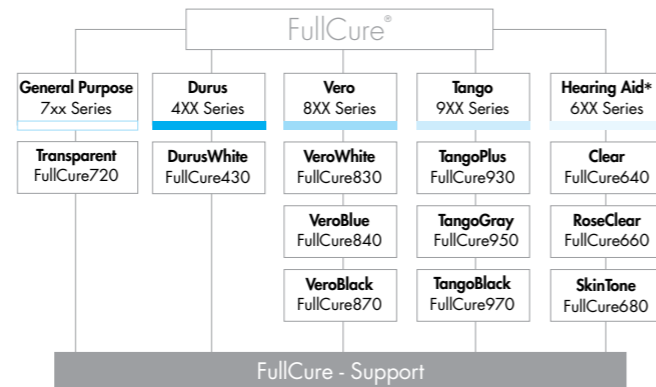 FullCure®
General Purpose
7xx Series
Durus
4XX Series
Vero
8XX Series
Tango
9XX Series
Hearing Aid*
6XX Series
Transparent
FullCure720
DurusWhite
FullCure430
VeroWhite
FullCure830
TangoPlus
FullCure930
Clear
FullCure640
VeroBlue
FullCure840
TangoGray
FullCure950
RoseClear
FullCure660
VeroBlack
FullCure870
TangoBlack
FullCure970
SkinTone
FullCure680
FullCure - Support